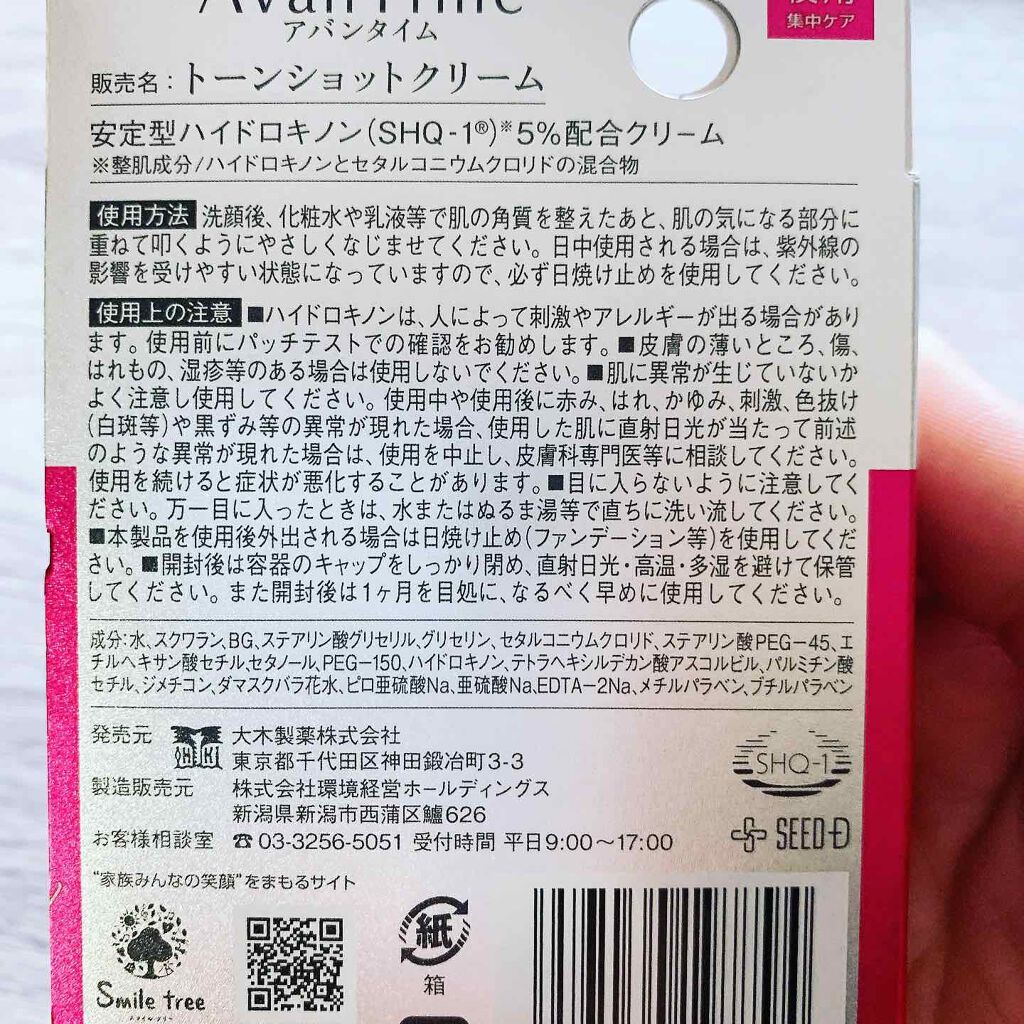 AvanTime
アバンタイム
集中ケア
販売名：トーンショットクリーム
安定型ハイドロキノン(SHQ-1®)※5%配合クリーム
※整肌成分/ハイドロキノンとセタルコニウムクロリドの混合物
使用方法 洗顔後、化粧水や乳液等で肌の角質を整えたあと、肌の気になる部分に
重ねて叩くようにやさしくなじませてください。日中使用される場合は、紫外線の
影響を受けやすい状態になっていますので、必ず日焼け止めを使用してください。
使用上の注意 ■ハイドロキノンは、人によって刺激やアレルギーが出る場合があり
ます。使用前にパッチテストでの確認をお勧めします。■皮膚の薄いところ、傷、
はれもの、湿疹等のある場合は使用しないでください。■肌に異常が生じていないか
よく注意し使用してください。使用中や使用後に赤み、はれ、かゆみ、刺激、色抜け
(白斑等)や黒ずみ等の異常が現れた場合、使用した肌に直射日光が当たって前述
のような異常が現れた場合は、使用を中止し、皮膚科専門医等に相談してください。
使用を続けると症状が悪化することがあります。■目に入らないように注意してく
ださい。万一目に入ったときは、水またはぬるま湯等で直ちに洗い流してください。
■本製品を使用後外出される場合は日焼け止め(ファンデーション等)を使用してくだ
さい。■開封後は容器のキャップをしっかり閉め、直射日光・高温・多湿を避けて保管
してください。また開封後は1ヶ月を目処に、なるべく早めに使用してください。
成分:水、スクワラン、BG、ステアリン酸グリセリル、グリセリン、セタルコニウムクロリド、ステアリン酸PEG-45、エ
チルヘキサン酸セチル、セタノール、PEG-150、ハイドロキノン、テトラヘキシルデカン酸アスコルビル、パルミチン酸
セチル、ジメチコン、ダマスクバラ花水、ピロ亜硫酸Na、亜硫酸Na、EDTA-2Na、メチルパラベン、ブチルパラベン
発売元 OHKI 大木製薬株式会社
東京都千代田区神田鍛冶町3-3
製造販売元 株式会社環境経営ホールディングス
新潟県新潟市西蒲区鱸626
お客様相談室 ☎03-3256-5051 受付時間 平日9:00～17:00
SHQ-1
SEED-D
"家族みんなの笑顔"をまもるサイト
Smile tree
スマイルツリー
紙
箱